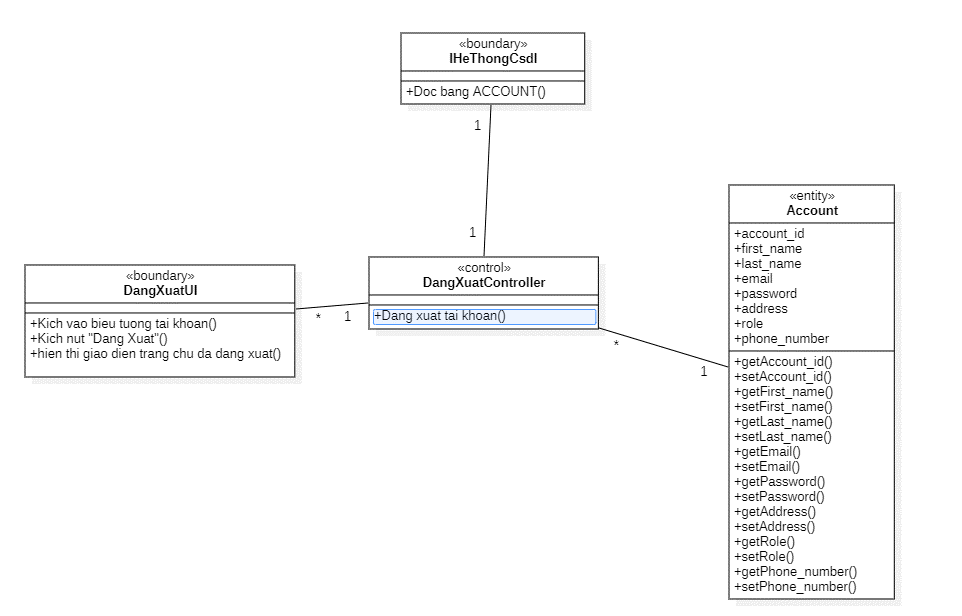 «boundary»
IHeThongCsdl
+Doc bang ACCOUNT()
1
1
«boundary»
DangXuatUI
+Kich vao bieu tuong tai khoan()
+Kich nut "Dang Xuat"()
+hien thi giao dien trang chu da dang xuat()
*
1
«control»
DangXuatController
+Dang xuat tai khoan()
*
1
«entity»
Account
+account_id
+first_name
+last_name
+email
+password
+address
+role
+phone_number
+getAccount_id()
+setAccount_id()
+getFirst_name()
+setFirst_name()
+getLast_name()
+setLast_name()
+getEmail()
+setEmail()
+getPassword()
+setPassword()
+getAddress()
+setAddress()
+getRole()
+setRole()
+getPhone_number()
+setPhone_number()